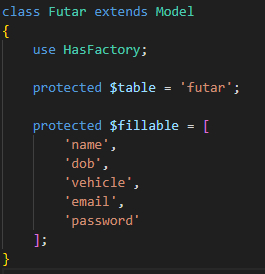 class Futar extends Model
{
    use HasFactory;
    protected $table = 'futar';
    protected $fillable = [
        'name',
        'dob',
        'vehicle',
        'email',
        'password'
    ];
}